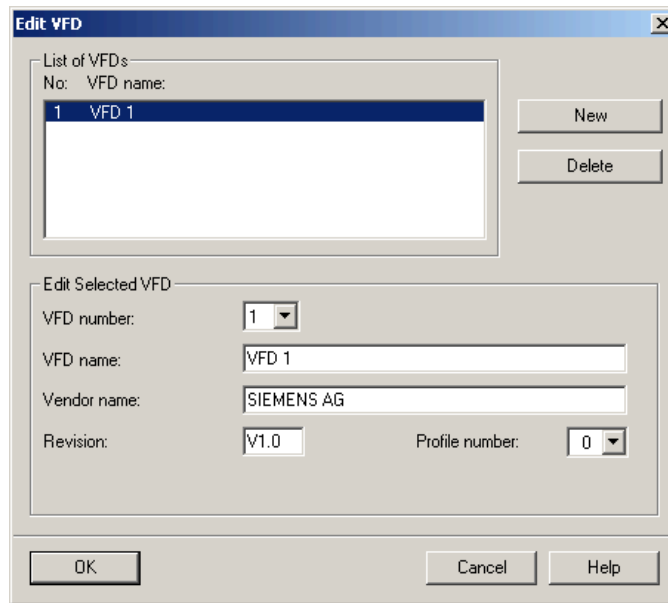 Edit VFD
List of VFDs
No: VFD name:
1 VFD 1
New
Delete
Edit Selected VFD
VFD number: 1
VFD name: VFD 1
Vendor name: SIEMENS AG
Revision: V1.0 Profile number: 0
OK Cancel Help